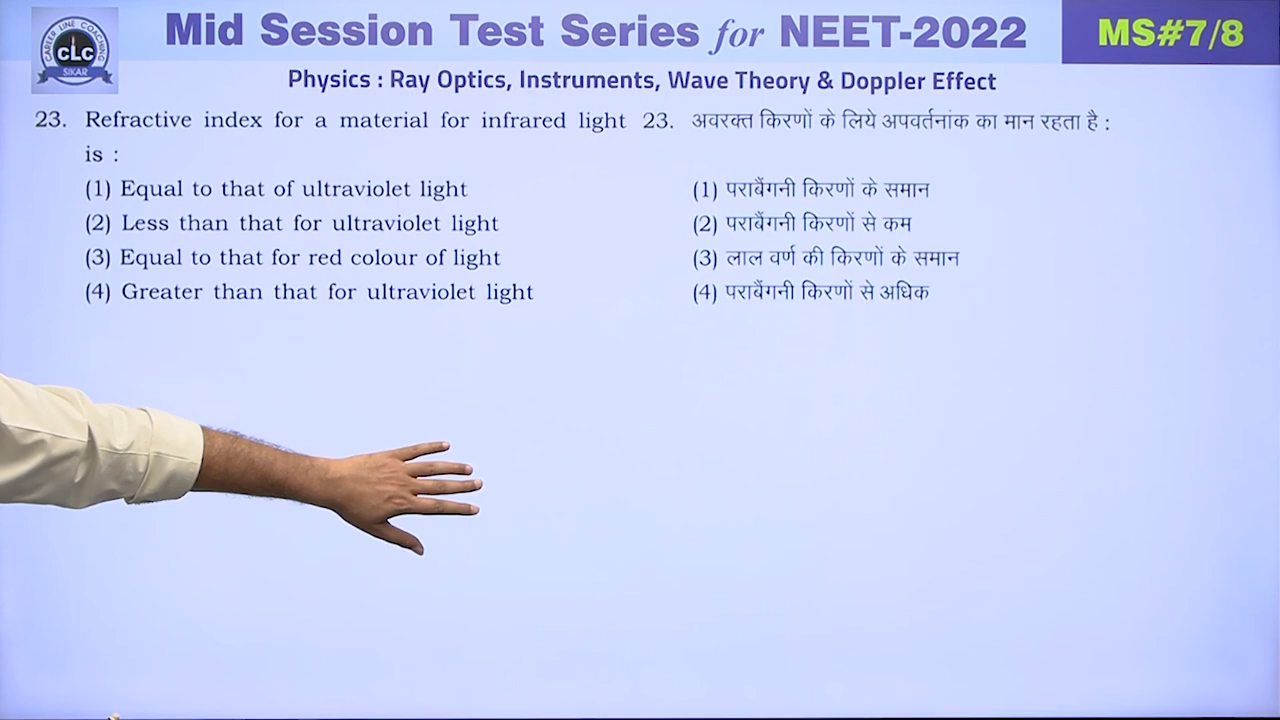 CAREER LINE COACHING
CLC
SIKAR
Mid Session Test Series for NEET-2022
MS#7/8
Physics : Ray Optics, Instruments, Wave Theory & Doppler Effect
23. Refractive index for a material for infrared light
is :
(1) Equal to that of ultraviolet light
(2) Less than that for ultraviolet light
(3) Equal to that for red colour of light
(4) Greater than that for ultraviolet light
23. अवरक्त किरणों के लिये अपवर्तनांक का मान रहता है :
(1) पराबैंगनी किरणों के समान
(2) पराबैंगनी किरणों से कम
(3) लाल वर्ण की किरणों के समान
(4) पराबैंगनी किरणों से अधिक